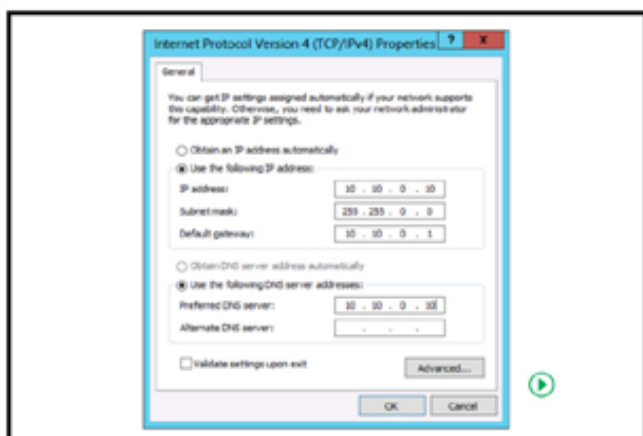 Internet Protocol Version 4 (TCP/IPv4) Properties ? X
General
You can get IP settings assigned automatically if your network supports
this capability. Otherwise, you need to ask your network administrator
for the appropriate IP settings.
Obtain an IP address automatically
Use the following IP address:
IP address: 10 . 10 . 0 . 10
Subnet mask: 255 . 255 . 0 . 0
Default gateway: 10 . 10 . 0 . 1
Obtain DNS server address automatically
Use the following DNS server addresses:
Preferred DNS server: 10 . 10 . 0 . 10
Alternate DNS server: . . .
Validate settings upon exit
Advanced...
OK Cancel